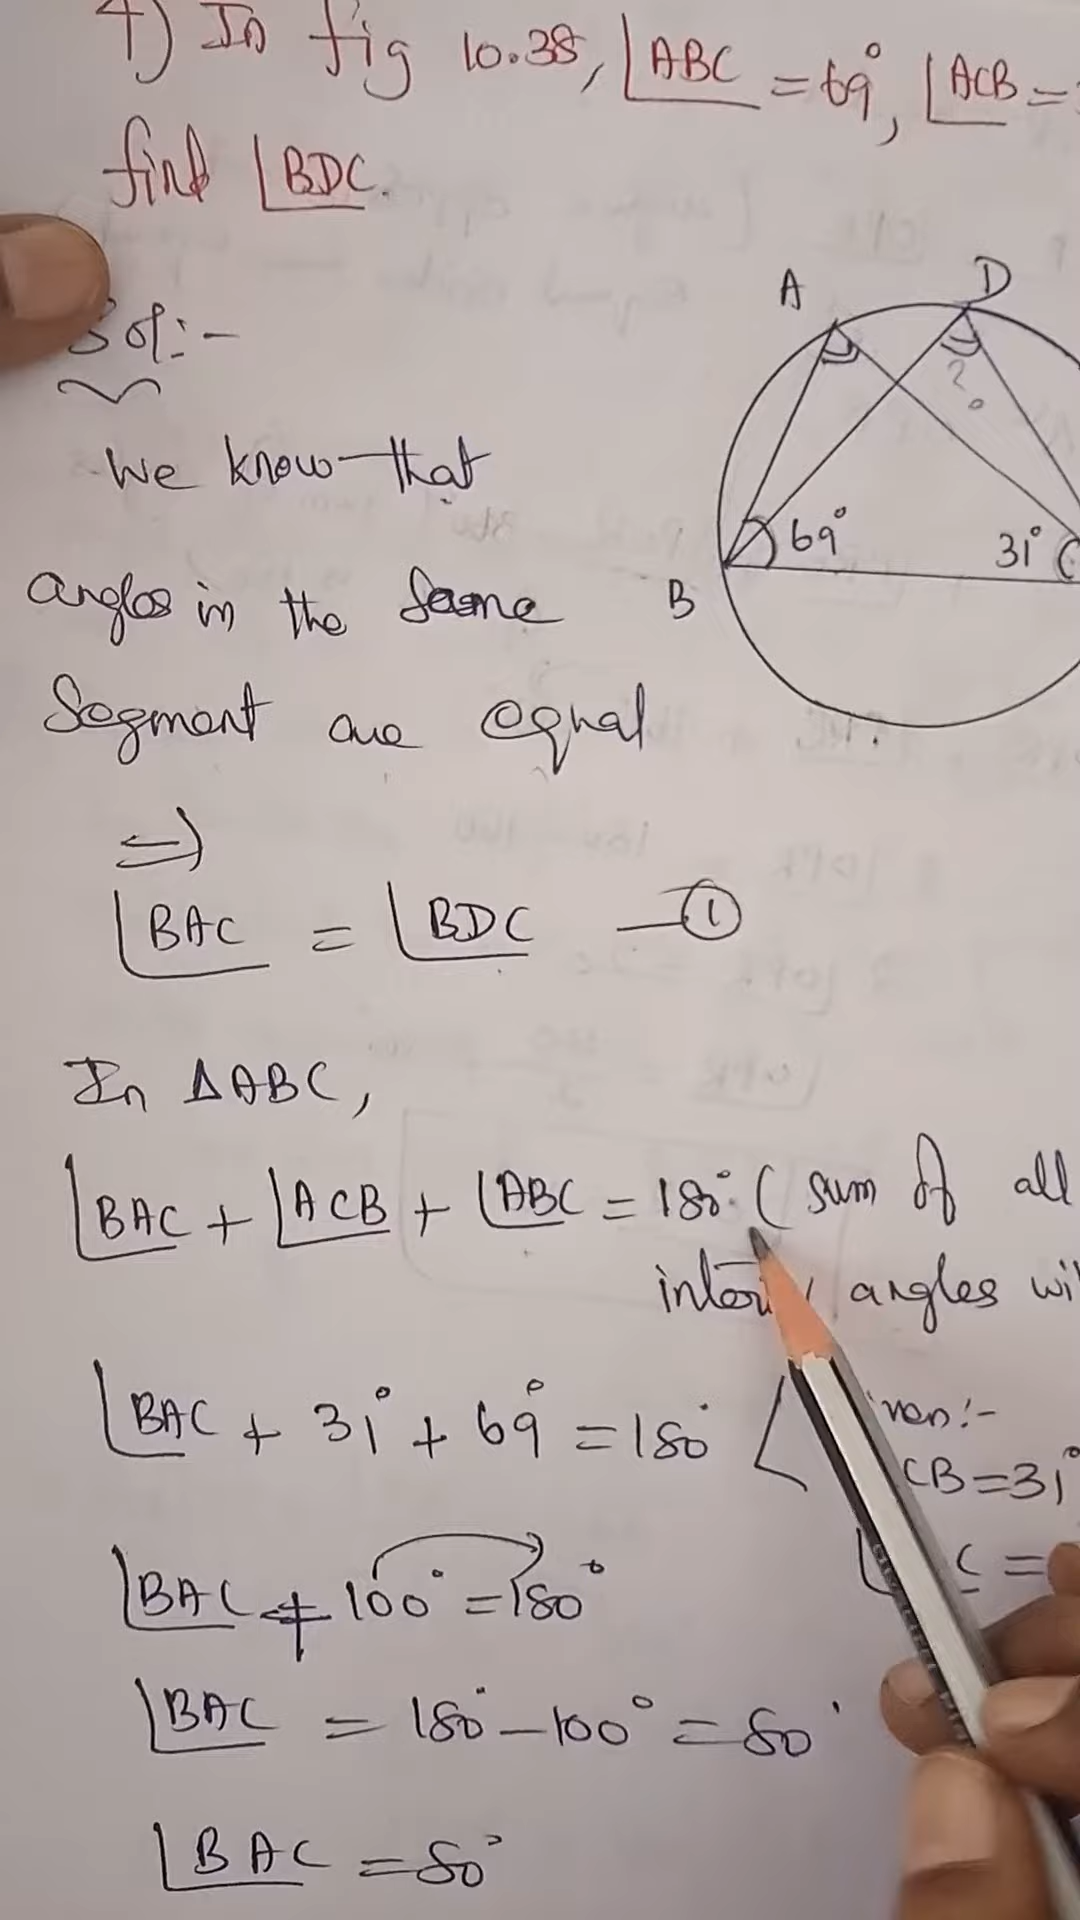 4) In fig 10.38, ∠ABC = 69°, ∠ACB =
find ∠BDC.
Sol:-
A D
?
69° 31°
B
We know that
angles in the same
Segment are equal
⇒
∠BAC = ∠BDC —①
In ΔABC,
∠BAC + ∠ACB + ∠ABC = 180° ( sum of all
angles
∠BAC + 31° + 69° = 180°
CB = 31°
∠BAC + 100° = 180°
C =
∠BAC = 180° - 100° = 80°
∠BAC = 80°